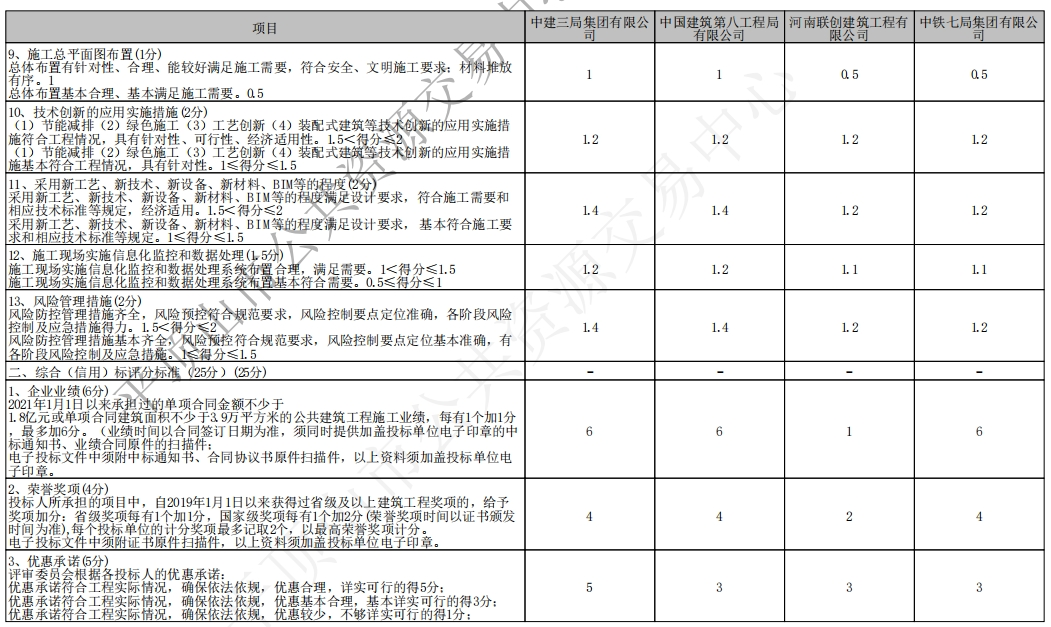 项目
中建三局集团有限公
司
中国建筑第八工程局
有限公司
河南联创建筑工程有
限公司
中铁七局集团有限公
司
9、施工总平面图布置(1分)
总体布置有针对性、合理、能较好满足施工需要，符合安全、文明施工要求；材料堆放
有序。1
总体布置基本合理、基本满足施工需要。0.5
1
1
0.5
0.5
10、技术创新的应用实施措施(2分)
（1）节能减排（2）绿色施工（3）工艺创新（4）装配式建筑等技术创新的应用实施措
施符合工程情况，具有针对性、可行性、经济适用性。1.5＜得分≤2
（1）节能减排（2）绿色施工（3）工艺创新（4）装配式建筑等技术创新的应用实施措
施基本符合工程情况，具有针对性。1≤得分≤1.5
1.2
1.2
1.2
1.2
11、采用新工艺、新技术、新设备、新材料、BIM等的程度(2分)
采用新工艺、新技术、新设备、新材料、BIM等的程度满足设计要求，符合施工需要和
相应技术标准等规定，经济适用。1.5＜得分≤2
采用新工艺、新技术、新设备、新材料、BIM等的程度满足设计要求， 基本符合施工要
求和相应技术标准等规定。1≤得分≤1.5
1.4
1.4
1.2
1.2
12、施工现场实施信息化监控和数据处理(1.5分)
施工现场实施信息化监控和数据处理系统布置合理，满足需要。1＜得分≤1.5
施工现场实施信息化监控和数据处理系统布置基本符合需要。0.5≤得分≤1
1.2
1.2
1.1
1.1
13、风险管理措施(2分)
风险防控管理措施齐全，风险预控符合规范要求，风险控制要点定位准确，各阶段风险
控制及应急措施得力。1.5＜得分≤2
风险防控管理措施基本齐全，风险预控符合规范要求，风险控制要点定位基本准确，有
各阶段风险控制及应急措施。1≤得分≤1.5
1.4
1.4
1.2
1.2
二、综合（信用）标评分标准（25分）(25分)
-
-
-
-
1、企业业绩(6分)
2021年1月1日以来承担过的单项合同金额不少于
1.8亿元或单项合同建筑面积不少于3.9万平方米的公共建筑工程施工业绩，每有1个加1分
，最多加6分。（业绩时间以合同签订日期为准，须同时提供加盖投标单位电子印章的中
标通知书、业绩合同原件的扫描件；
电子投标文件中须附中标通知书、合同协议书原件扫描件，以上资料须加盖投标单位电
子印章。
6
6
1
6
2、荣誉奖项(4分)
投标人所承担的项目中，自2019年1月1日以来获得过省级及以上建筑工程奖项的，给予
奖项加分：省级奖项每有1个加1分，国家级奖项每有1个加2分(荣誉奖项时间以证书颁发
时间为准),每个投标单位的计分奖项最多记取2个，以最高荣誉奖项计分。
电子投标文件中须附证书原件扫描件，以上资料须加盖投标单位电子印章。
4
4
2
4
3、优惠承诺(5分)
评审委员会根据各投标人的优惠承诺：
优惠承诺符合工程实际情况，确保依法依规，优惠合理，详实可行的得5分；
优惠承诺符合工程实际情况，确保依法依规，优惠基本合理，基本详实可行的得3分；
优惠承诺符合工程实际情况，确保依法依规，优惠较少，不够详实可行的得1分；
5
3
3
3
平顶山市公共资源交易中心
平顶山市公共资源交易中心